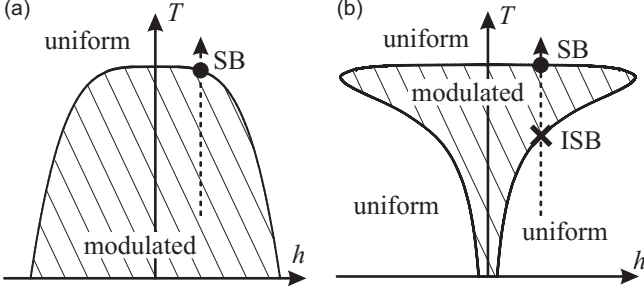 (a)
T
uniform
SB
modulated
h
(b)
T
uniform
SB
modulated
ISB
uniform
uniform
h